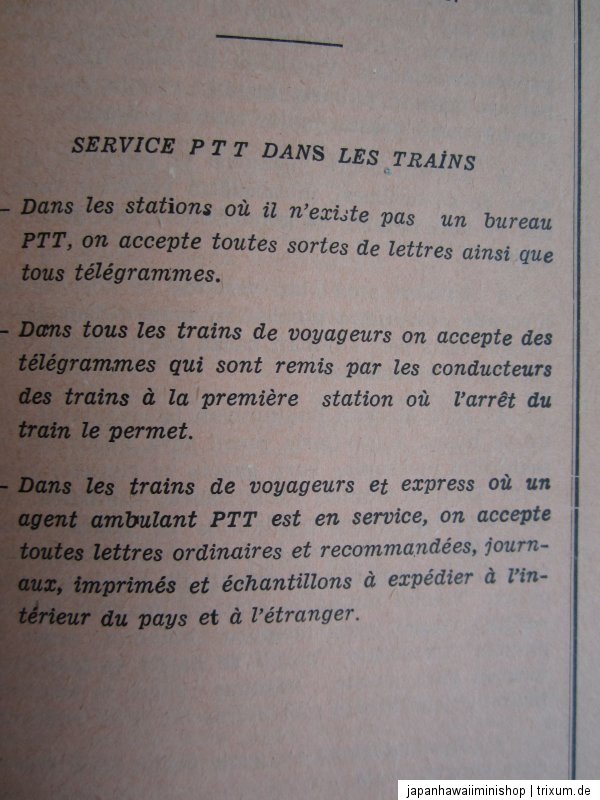 SERVICE PTT DANS LES TRAINS
– Dans les stations où il n'existe pas un bureau
PTT, on accepte toutes sortes de lettres ainsi que
tous télégrammes.
– Dans tous les trains de voyageurs on accepte des
télégrammes qui sont remis par les conducteurs
des trains à la première station où l'arrêt du
train le permet.
– Dans les trains de voyageurs et express où un
agent ambulant PTT est en service, on accepte
toutes lettres ordinaires et recommandées, journ-
aux, imprimés et échantillons à expédier à l'in-
térieur du pays et à l'étranger.
japanhawaiiminishop | trixum.de